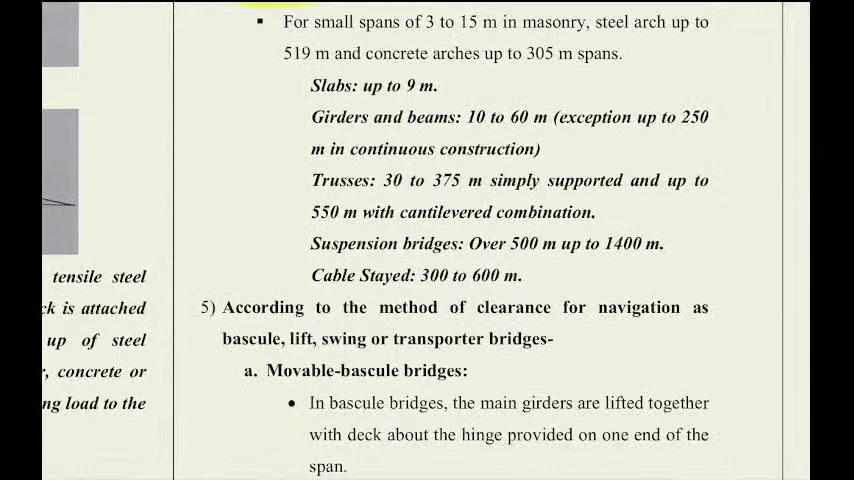 ▪ For small spans of 3 to 15 m in masonry, steel arch up to
519 m and concrete arches up to 305 m spans.
Slabs: up to 9 m.
Girders and beams: 10 to 60 m (exception up to 250
m in continuous construction)
Trusses: 30 to 375 m simply supported and up to
550 m with cantilevered combination.
Suspension bridges: Over 500 m up to 1400 m.
Cable Stayed: 300 to 600 m.
5) According to the method of clearance for navigation as
bascule, lift, swing or transporter bridges-
a. Movable-bascule bridges:
• In bascule bridges, the main girders are lifted together
with deck about the hinge provided on one end of the
span.
tensile steel
ck is attached
up of steel
r, concrete or
ng load to the